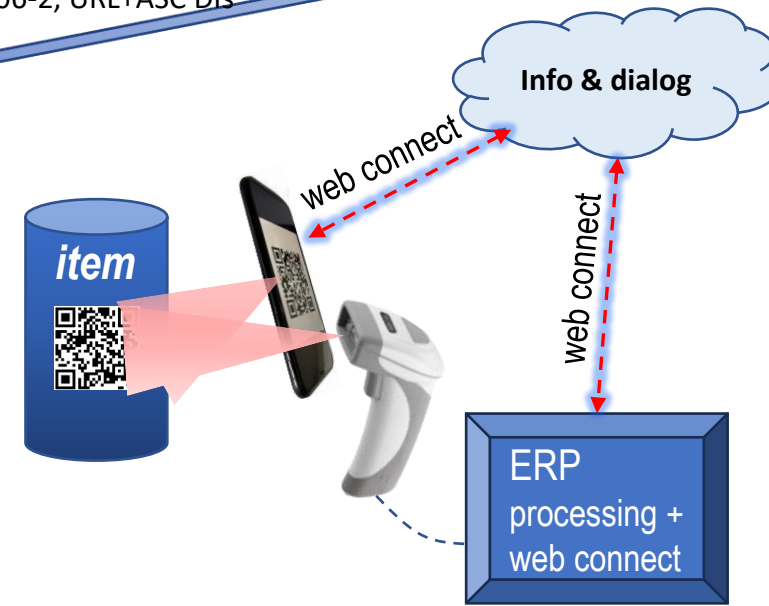 Info & dialog
web connect
item
web connect
ERP
processing +
web connect